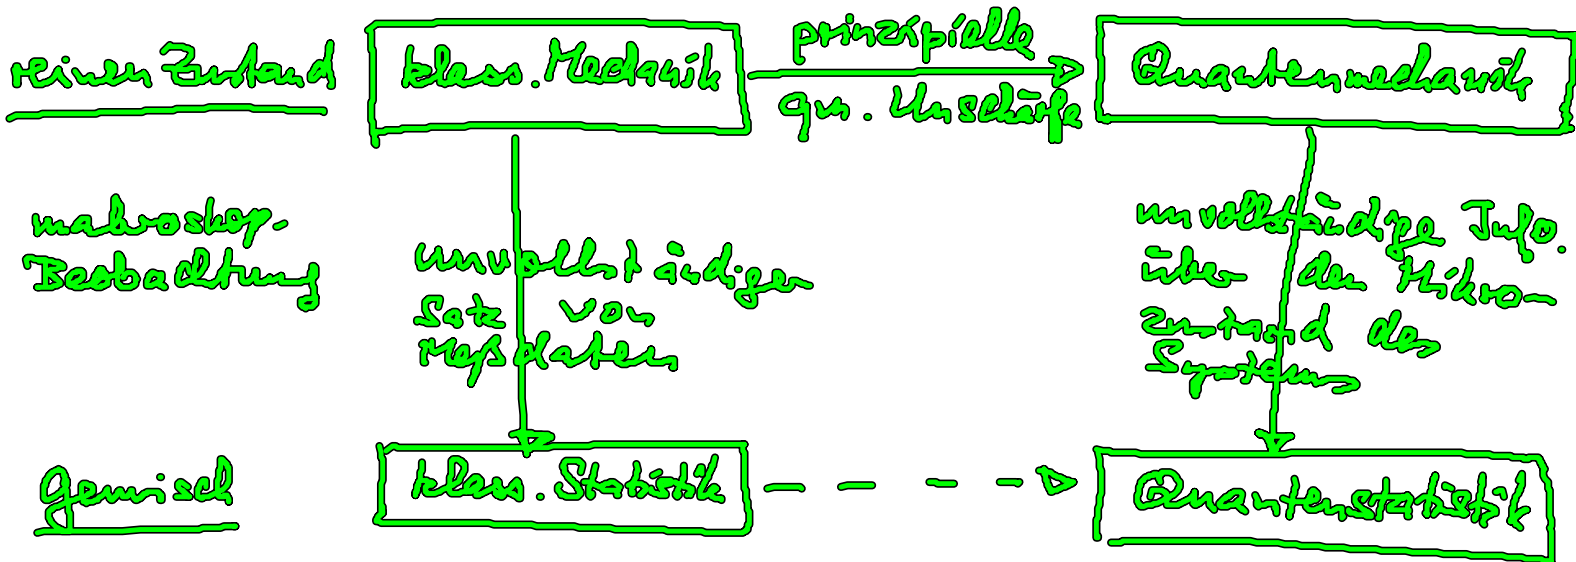 reinen Zustand
klass. Mechanik
prinzipielle
qm. Unschärfe
Quantenmechanik
makroskop.
Beobachtung
unvollständiger
Satz von
Meßdaten
unvollständige Info.
über den Mikro-
zustand des
Systems
Gemisch
klass. Statistik
Quantenstatistik